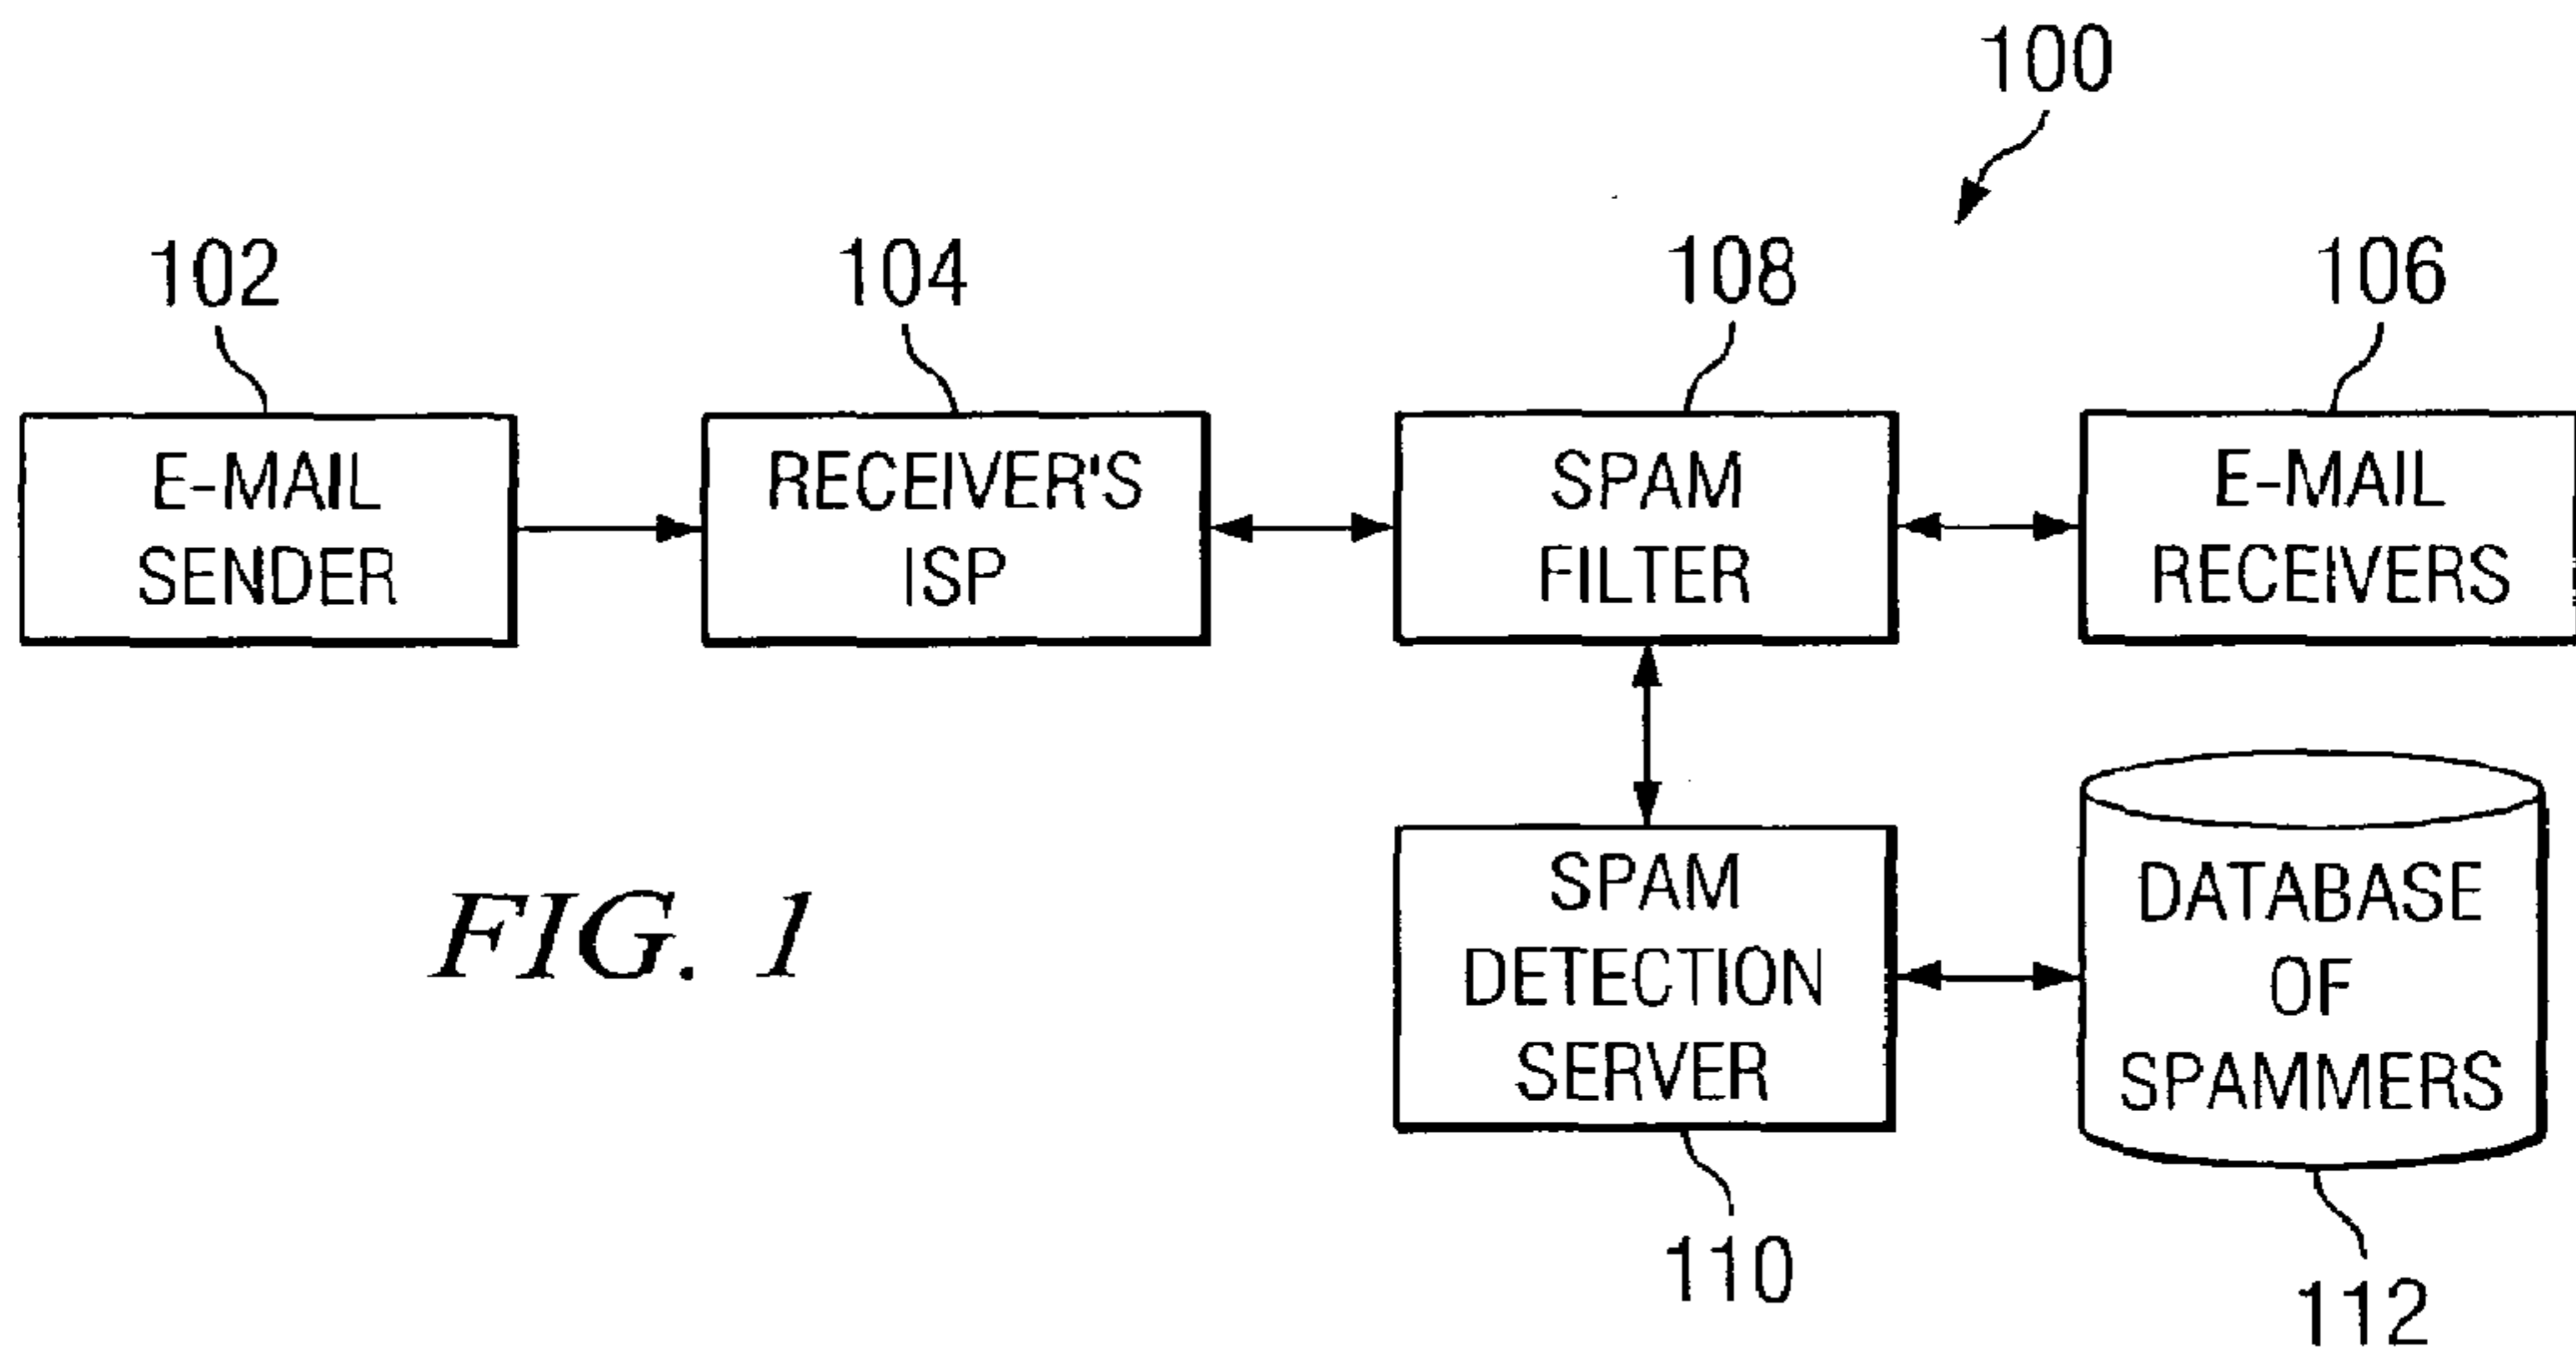 100
102
104
108
106
E-MAIL
SENDER
RECEIVER'S
ISP
SPAM
FILTER
E-MAIL
RECEIVERS
SPAM
DETECTION
SERVER
DATABASE
OF
SPAMMERS
FIG. 1
110
112